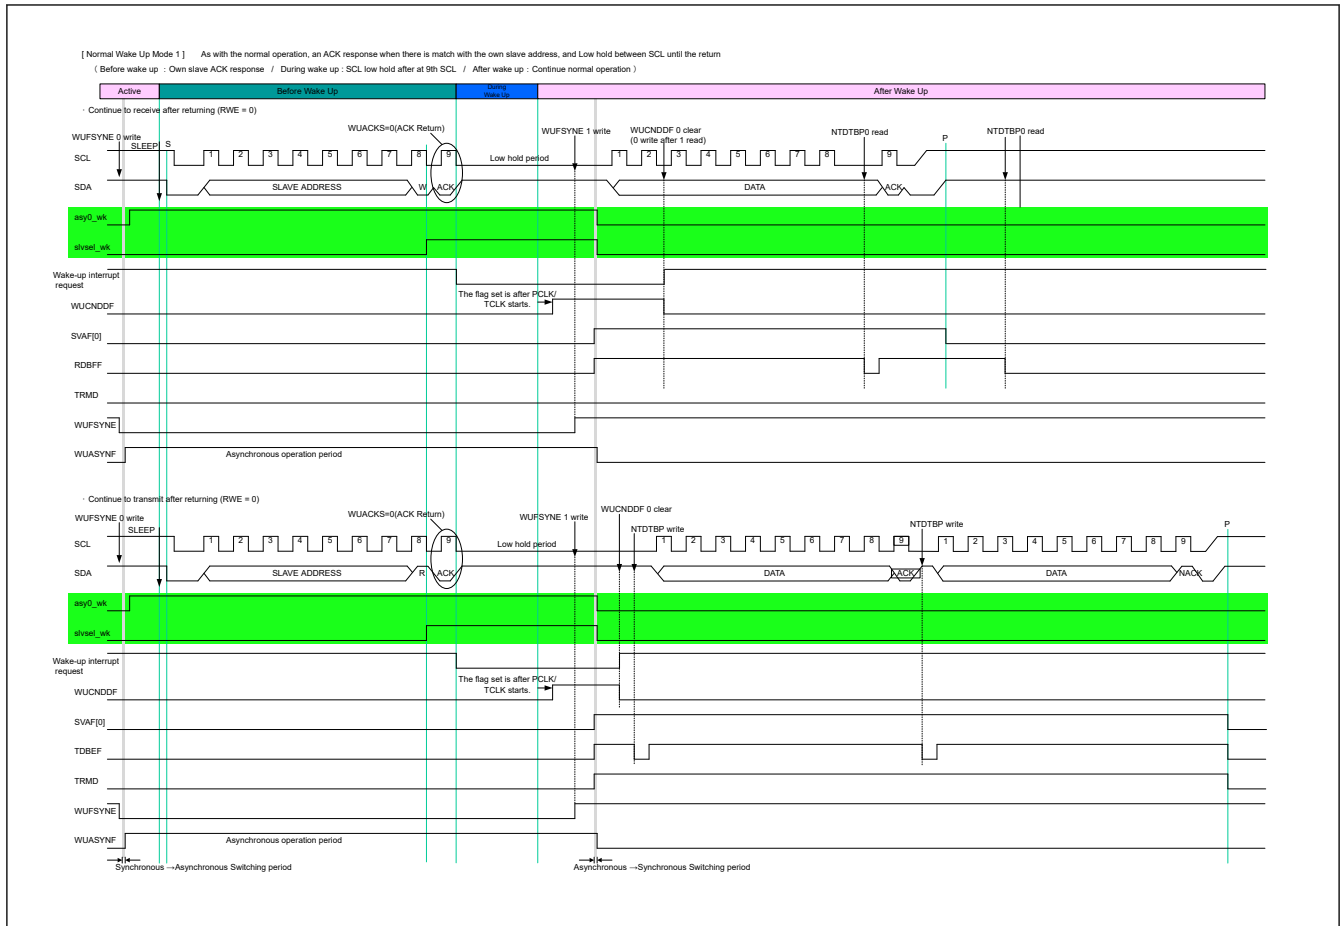 [ Normal Wake Up Mode 1 ] As with the normal operation, an ACK response when there is match with the own slave address, and Low hold between SCL until the return
( Before wake up : Own slave ACK response / During wake up : SCL low hold after at 9th SCL / After wake up : Continue normal operation )
Active Before Wake Up During Wake Up After Wake Up
· Continue to receive after returning (RWE = 0)
WUFSYNE 0 write SLEEP S WUACKS=0(ACK Return) WUFSYNE 1 write WUCNDDF 0 clear NTDTBP0 read P NTDTBP0 read
(0 write after 1 read)
SCL 1 2 3 4 5 6 7 8 9 Low hold period 1 2 3 4 5 6 7 8 9
SDA SLAVE ADDRESS W ACK DATA ACK
asy0_wk
slvsel_wk
Wake-up interrupt
request
The flag set is after PCLK/
TCLK starts.
WUCNDDF
SVAF[0]
RDBFF
TRMD
WUFSYNE
WUASYNF Asynchronous operation period
· Continue to transmit after returning (RWE = 0)
WUFSYNE 0 write SLEEP WUACKS=0(ACK Return) WUFSYNE 1 write WUCNDDF 0 clear NTDTBP write NTDTBP write P
SCL 1 2 3 4 5 6 7 8 9 Low hold period 1 2 3 4 5 6 7 8 9 1 2 3 4 5 6 7 8 9
SDA SLAVE ADDRESS R ACK DATA ACK DATA NACK
asy0_wk
slvsel_wk
Wake-up interrupt
request
The flag set is after PCLK/
TCLK starts.
WUCNDDF
SVAF[0]
TDBEF
TRMD
WUFSYNE
WUASYNF Asynchronous operation period
Synchronous →Asynchronous Switching period Asynchronous →Synchronous Switching period